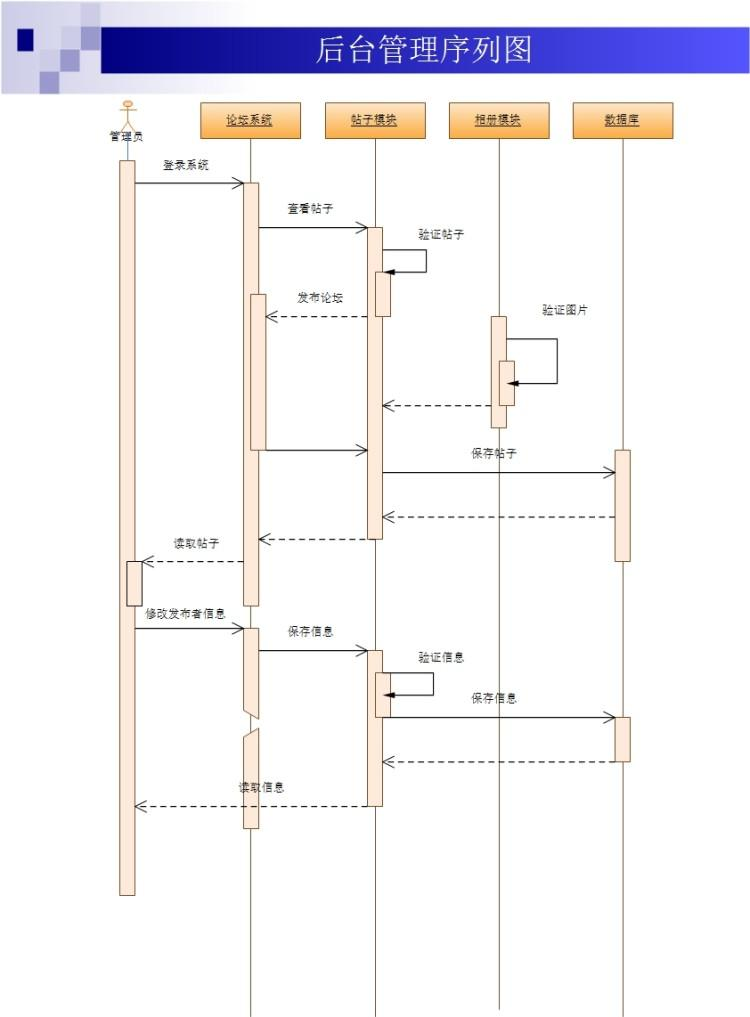 后台管理序列图
管理员
论坛系统
帖子模块
相册模块
数据库
登录系统
查看帖子
验证帖子
发布论坛
验证图片
保存帖子
读取帖子
修改发布者信息
保存信息
验证信息
保存信息
读取信息